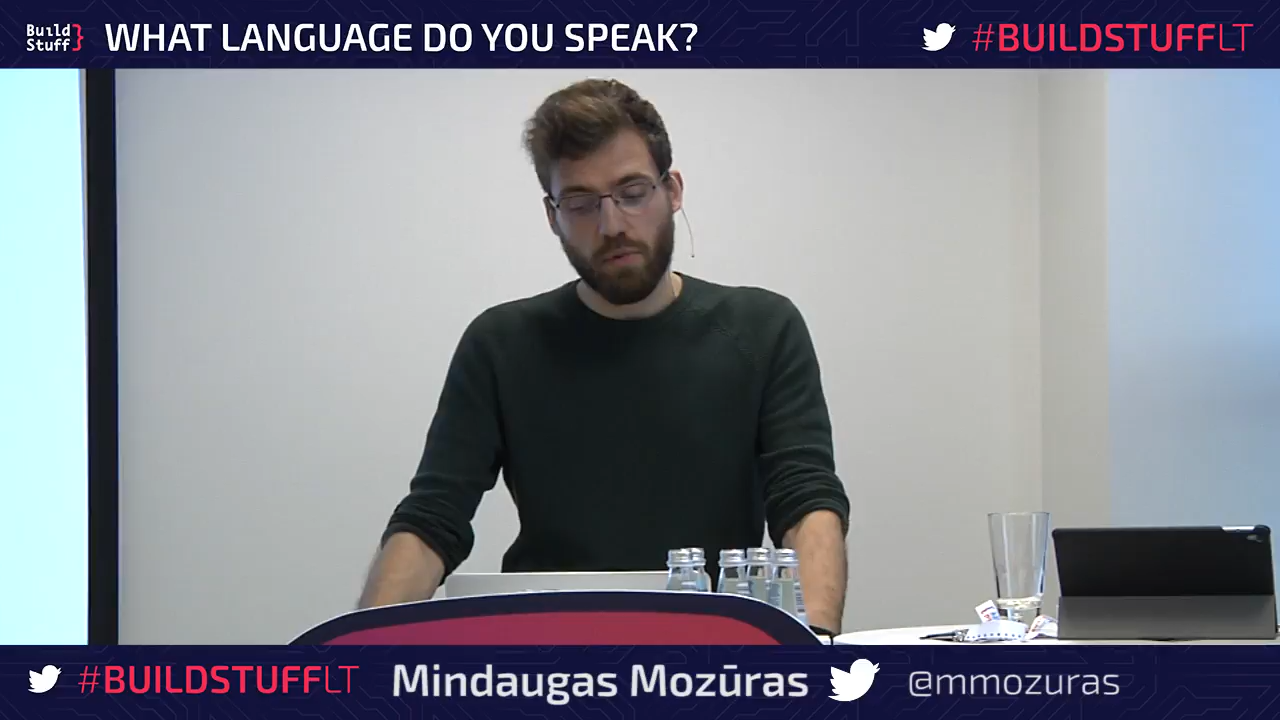 Build
Stuff}
WHAT LANGUAGE DO YOU SPEAK?
#BUILDSTUFFLT
#BUILDSTUFFLT
Mindaugas Mozūras
@mmozuras